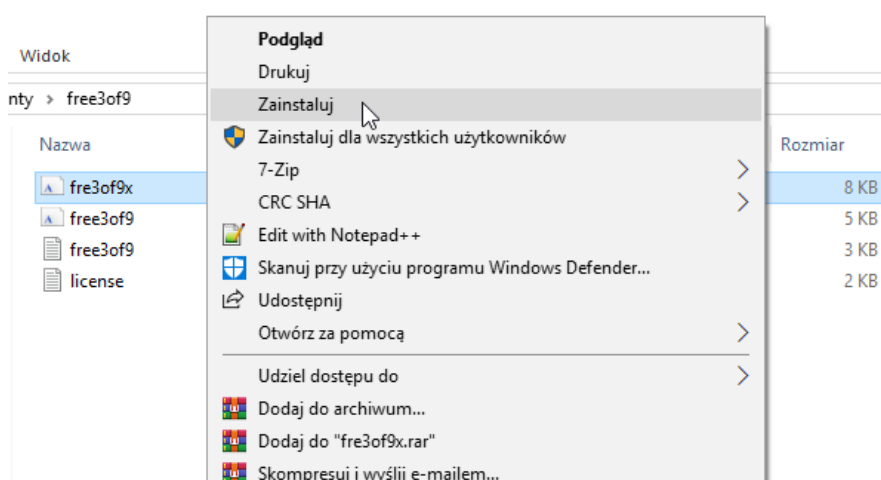 Widok
nty > free3of9
Nazwa
Rozmiar
fre3of9x
8 KB
free3of9
5 KB
free3of9
3 KB
license
2 KB
Podgląd
Drukuj
Zainstaluj
Zainstaluj dla wszystkich użytkowników
7-Zip
CRC SHA
Edit with Notepad++
Skanuj przy użyciu programu Windows Defender...
Udostępnij
Otwórz za pomocą
Udziel dostępu do
Dodaj do archiwum...
Dodaj do "fre3of9x.rar"
Skompresuj i wyślij e-mailem...